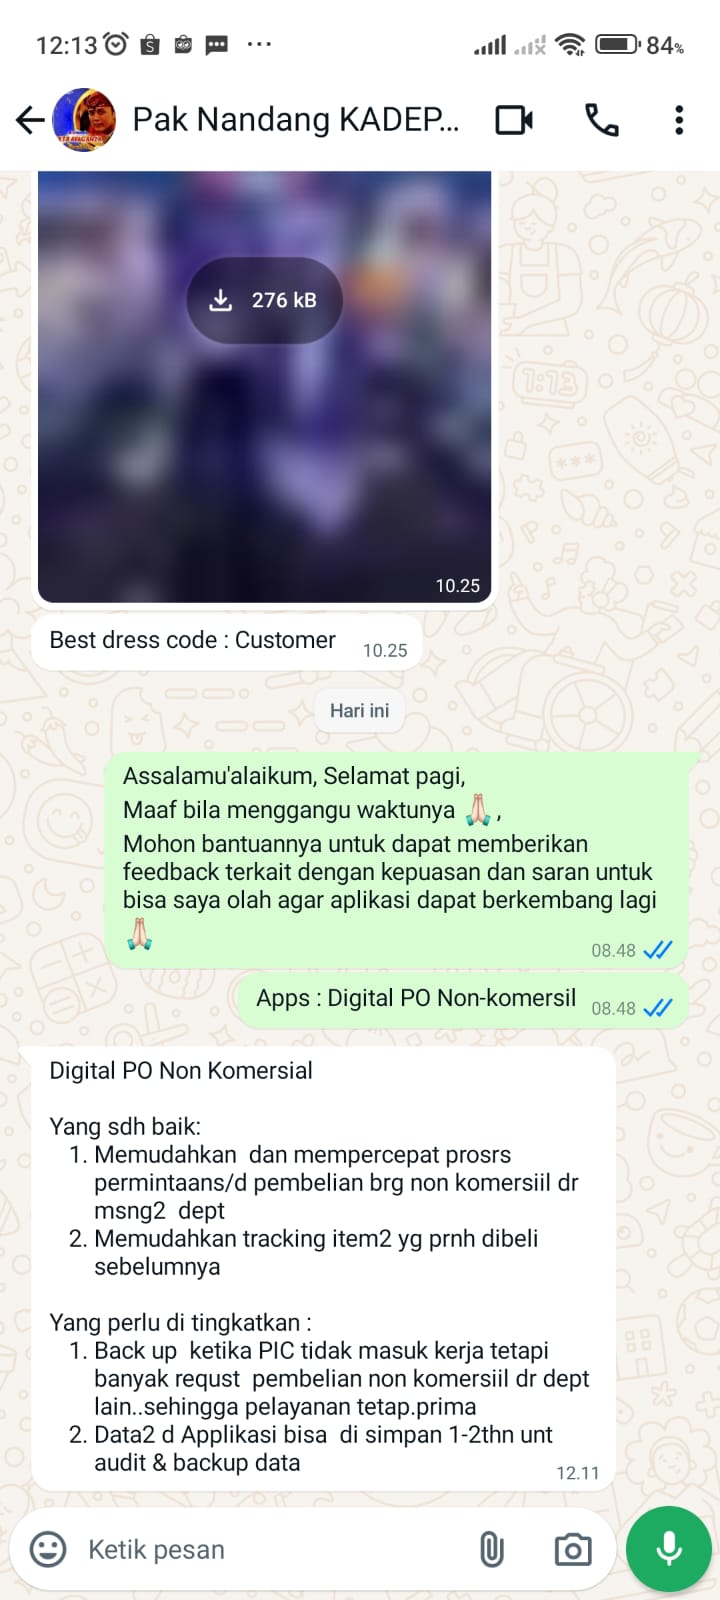 12:13
84%
Pak Nandang KADEP...
276 kB
10.25
Best dress code : Customer 10.25
Hari ini
Assalamu'alaikum, Selamat pagi,
Maaf bila menggangu waktunya 🙏🏻,
Mohon bantuannya untuk dapat memberikan
feedback terkait dengan kepuasan dan saran untuk
bisa saya olah agar aplikasi dapat berkembang lagi
🙏🏻
08.48
Apps : Digital PO Non-komersil 08.48
Digital PO Non Komersial
Yang sdh baik:
1. Memudahkan  dan mempercepat prosrs
permintaans/d pembelian brg non komersiil dr
msng2  dept
2. Memudahkan tracking item2 yg prnh dibeli
sebelumnya
Yang perlu di tingkatkan :
1. Back up  ketika PIC tidak masuk kerja tetapi
banyak requst  pembelian non komersiil dr dept
lain..sehingga pelayanan tetap.prima
2. Data2 d Applikasi bisa  di simpan 1-2thn unt
audit & backup data
12.11
Ketik pesan